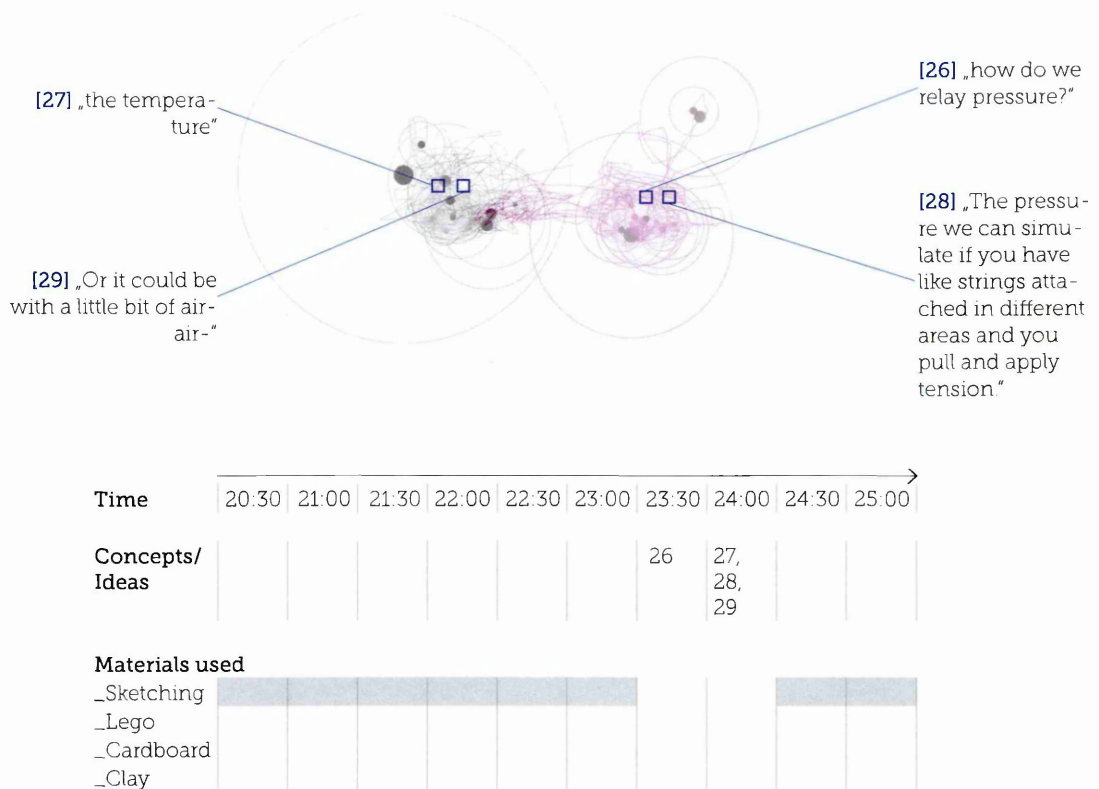 [27] „the tempera-
ture“
[29] „Or it could be
with a little bit of air-
air-“
[26] „how do we
relay pressure?“
[28] „The pressu-
re we can simu-
late if you have
like strings atta-
ched in different
areas and you
pull and apply
tension.“
Time 20:30 21:00 21:30 22:00 22:30 23:00 23:30 24:00 24:30 25:00
Concepts/ 26 27,
Ideas 28,
29
Materials used
_Sketching
_Lego
_Cardboard
_Clay